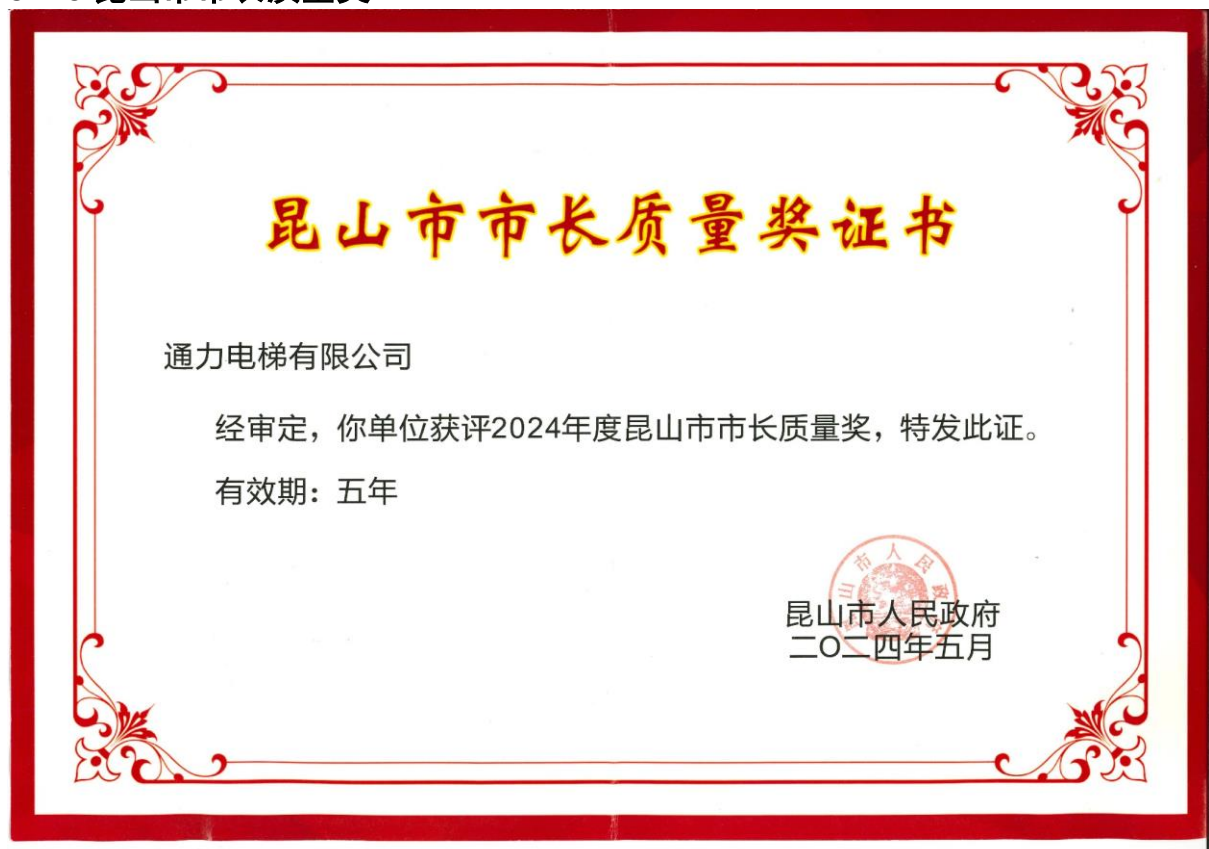 昆山市市长质量奖证书
通力电梯有限公司
经审定，你单位获评2024年度昆山市市长质量奖，特发此证。
有效期：五年
昆山市人民政府
二〇二四年五月